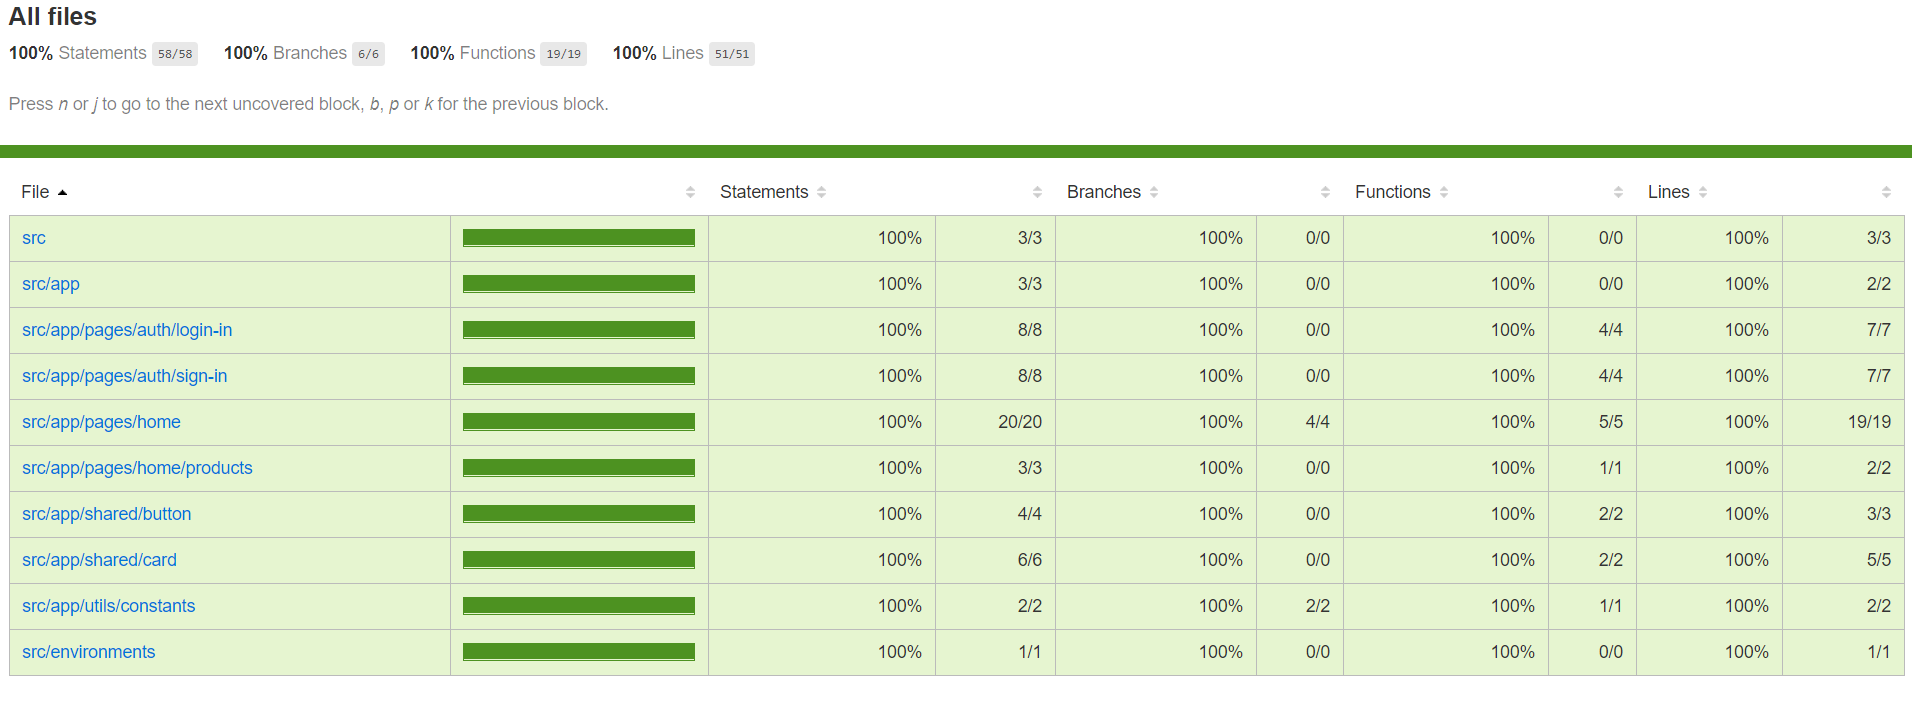 All files
100% Statements 58/58 100% Branches 6/6 100% Functions 19/19 100% Lines 51/51
Press n or j to go to the next uncovered block, b, p or k for the previous block.
File Statements Branches Functions Lines
src 100% 3/3 100% 0/0 100% 0/0 100% 3/3
src/app 100% 3/3 100% 0/0 100% 0/0 100% 2/2
src/app/pages/auth/login-in 100% 8/8 100% 0/0 100% 4/4 100% 7/7
src/app/pages/auth/sign-in 100% 8/8 100% 0/0 100% 4/4 100% 7/7
src/app/pages/home 100% 20/20 100% 4/4 100% 5/5 100% 19/19
src/app/pages/home/products 100% 3/3 100% 0/0 100% 1/1 100% 2/2
src/app/shared/button 100% 4/4 100% 0/0 100% 2/2 100% 3/3
src/app/shared/card 100% 6/6 100% 0/0 100% 2/2 100% 5/5
src/app/utils/constants 100% 2/2 100% 2/2 100% 1/1 100% 2/2
src/environments 100% 1/1 100% 0/0 100% 0/0 100% 1/1